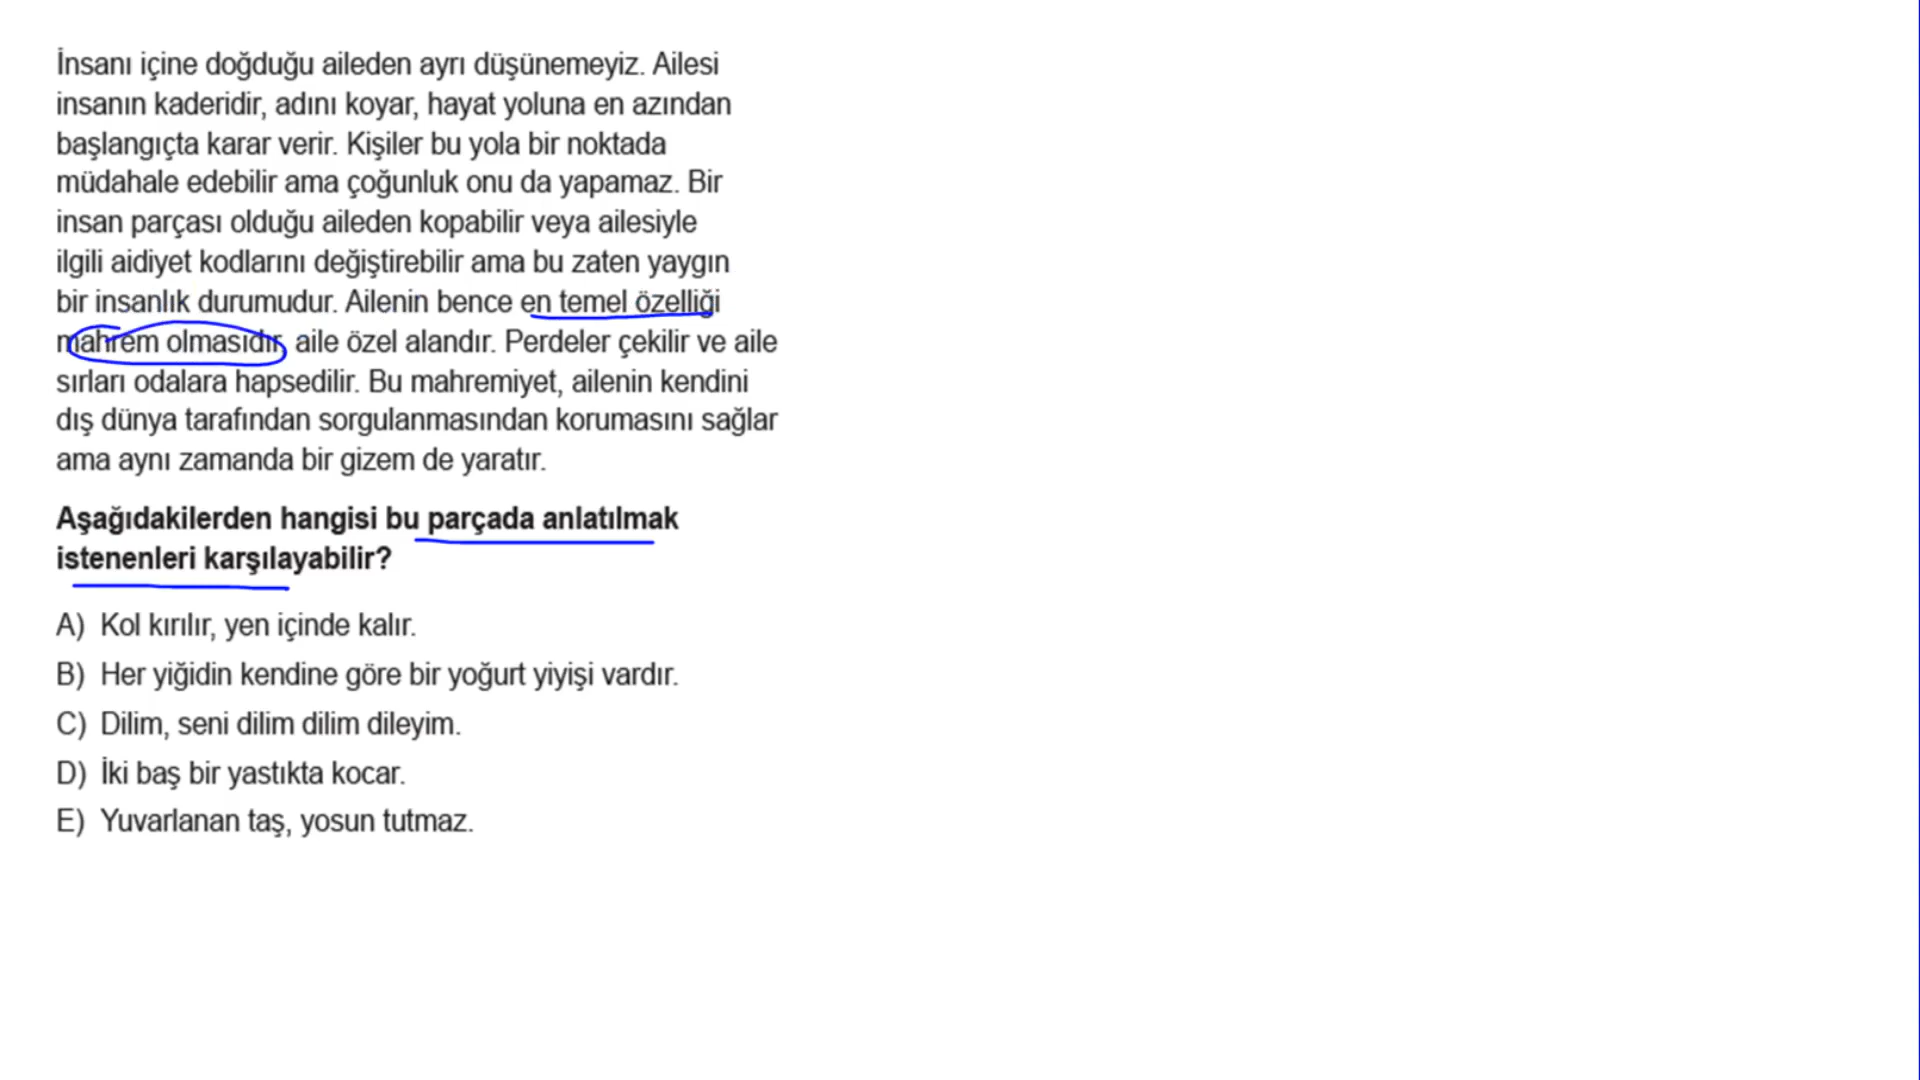 İnsanı içine doğduğu aileden ayrı düşünemeyiz. Ailesi
insanın kaderidir, adını koyar, hayat yoluna en azından
başlangıçta karar verir. Kişiler bu yola bir noktada
müdahale edebilir ama çoğunluk onu da yapamaz. Bir
insan parçası olduğu aileden kopabilir veya ailesiyle
ilgili aidiyet kodlarını değiştirebilir ama bu zaten yaygın
bir insanlık durumudur. Ailenin bence en temel özelliği
mahrem olmasıdır, aile özel alandır. Perdeler çekilir ve aile
sırları odalara hapsedilir. Bu mahremiyet, ailenin kendini
dış dünya tarafından sorgulanmasından korumasını sağlar
ama aynı zamanda bir gizem de yaratır.
Aşağıdakilerden hangisi bu parçada anlatılmak
istenenleri karşılayabilir?
A) Kol kırılır, yen içinde kalır.
B) Her yiğidin kendine göre bir yoğurt yiyişi vardır.
C) Dilim, seni dilim dilim dileyim.
D) İki baş bir yastıkta kocar.
E) Yuvarlanan taş, yosun tutmaz.